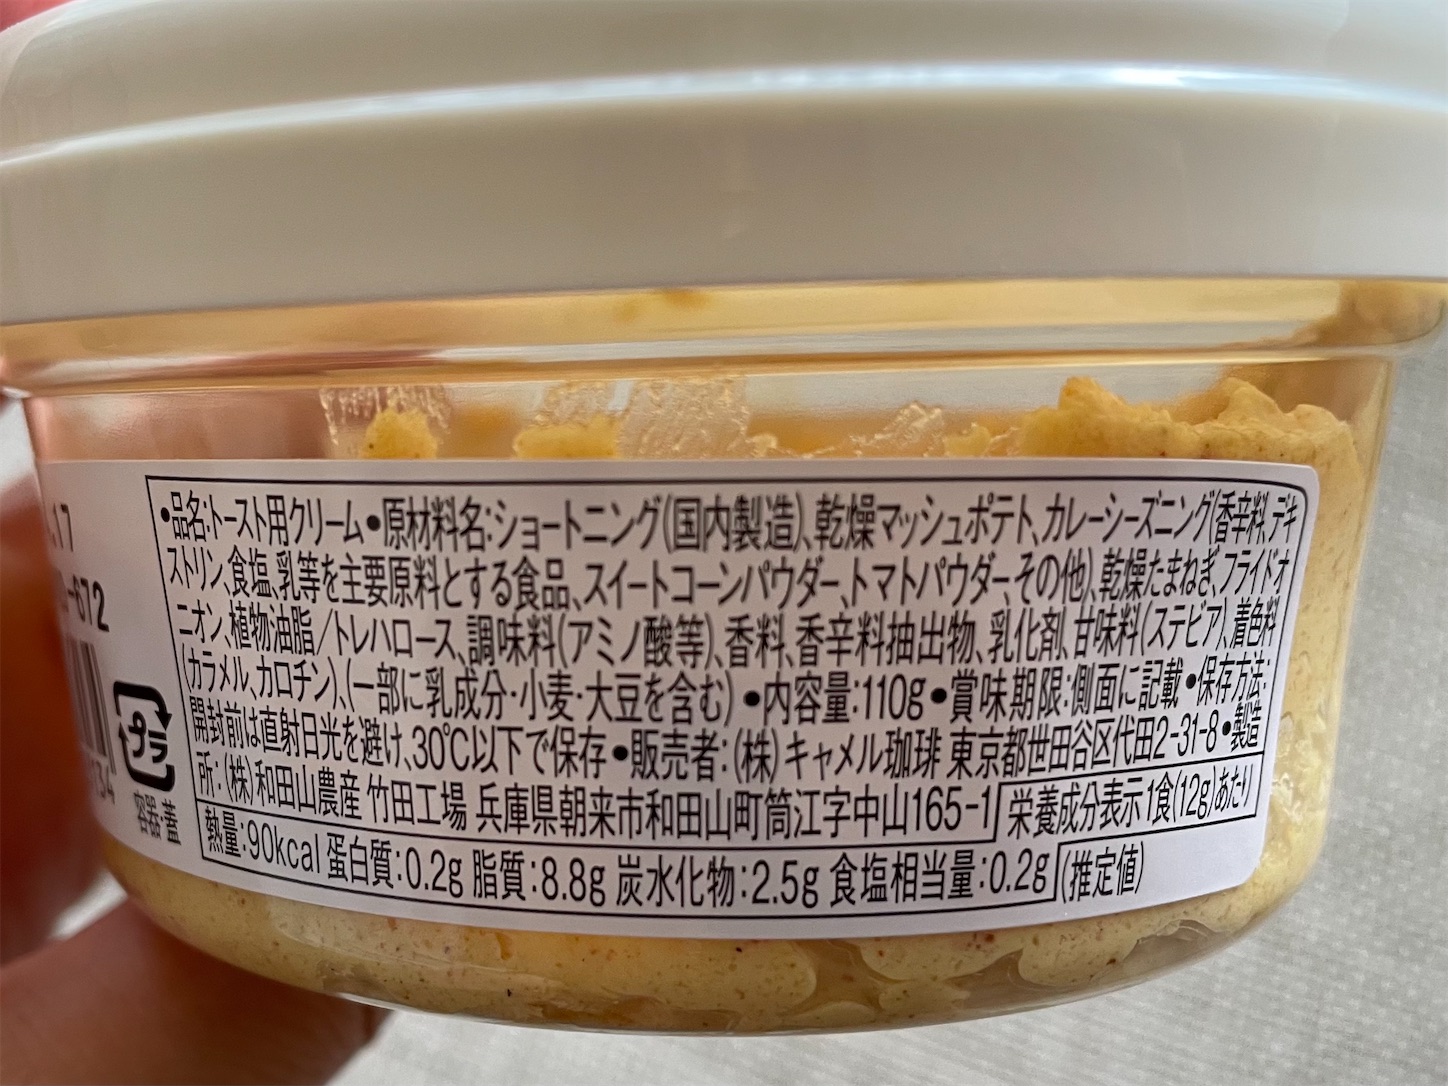 •品名:トースト用クリーム•原材料名:ショートニング(国内製造)、乾燥マッシュポテト、カレーシーズニング(香辛料、デキ
ストリン、食塩、乳等を主要原料とする食品、スイートコーンパウダー、トマトパウダー、その他)、乾燥たまねぎ、フライドオ
ニオン、植物油脂/トレハロース、調味料(アミノ酸等)、香料、香辛料抽出物、乳化剤、甘味料(ステビア)、着色料
(カラメル、カロチン)、(一部に乳成分・小麦・大豆を含む) •内容量:110g•賞味期限:側面に記載•保存方法:
開封前は直射日光を避け、30℃以下で保存•販売者:(株)キャメル珈琲 東京都世田谷区代田2-31-8•製造
所:(株)和田山農産 竹田工場 兵庫県朝来市和田山町筒江字中山165-1 栄養成分表示 1食(12g)あたり
熱量:90kcal 蛋白質:0.2g 脂質:8.8g 炭水化物:2.5g 食塩相当量:0.2g (推定値)
.17
-672
プラ
容器・蓋